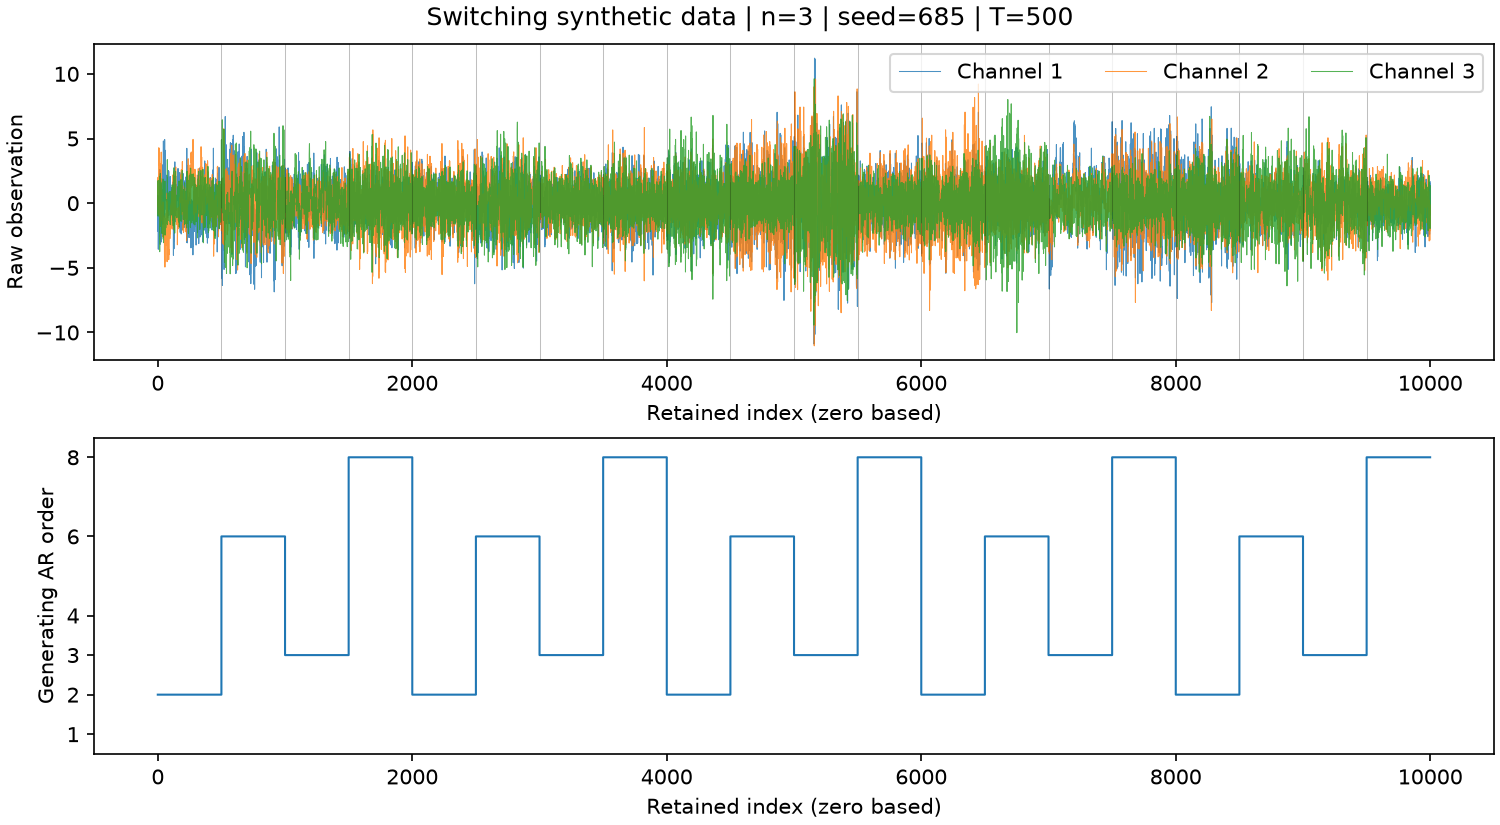 Switching synthetic data | n=3 | seed=685 | T=500
Channel 1 Channel 2 Channel 3
10
5
0
−5
−10
Raw observation
0 2000 4000 6000 8000 10000
Retained index (zero based)
8
6
4
3
2
1
Generating AR order
0 2000 4000 6000 8000 10000
Retained index (zero based)